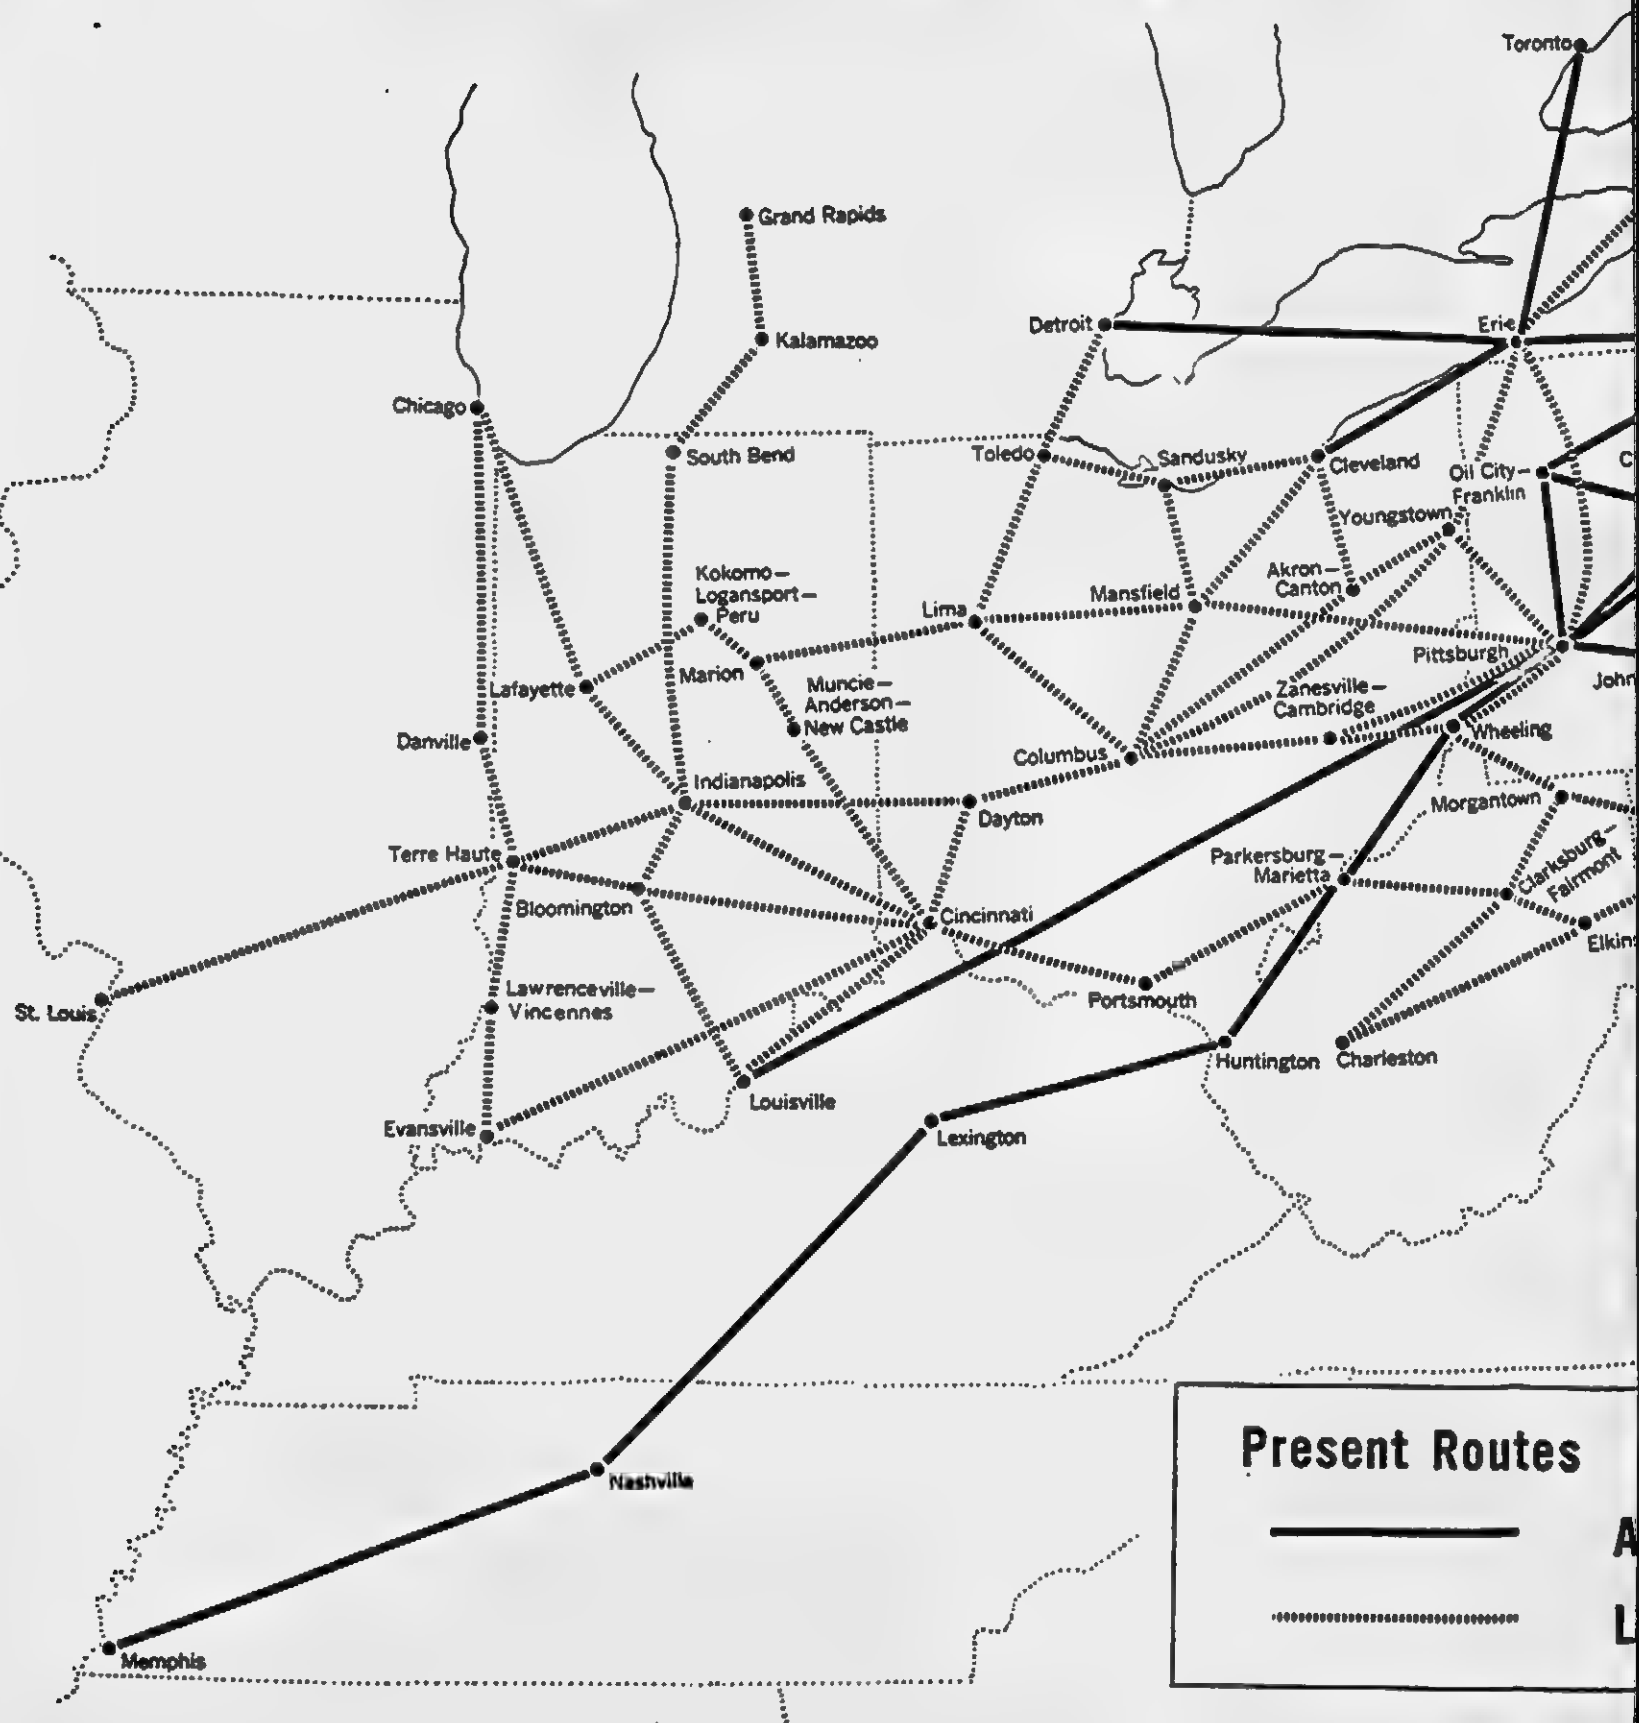 Toronto
Grand Rapids
Detroit
Erie
Kalamazoo
Chicago
South Bend
Toledo
Sandusky
Cleveland
Oil City–
Franklin
Youngstown
Kokomo–
Logansport–
Peru
Akron–
Canton
Lima
Mansfield
Pittsburgh
Marion
Lafayette
Muncie–
Anderson–
New Castle
Zanesville–
Cambridge
John
Danville
Columbus
Wheeling
Indianapolis
Dayton
Morgantown
Terre Haute
Parkersburg–
Marietta
Clarksburg–
Fairmont
Bloomington
Cincinnati
Elkins
St. Louis
Lawrenceville–
Vincennes
Portsmouth
Huntington
Charleston
Louisville
Evansville
Lexington
Present Routes
Nashville
A
L
Memphis